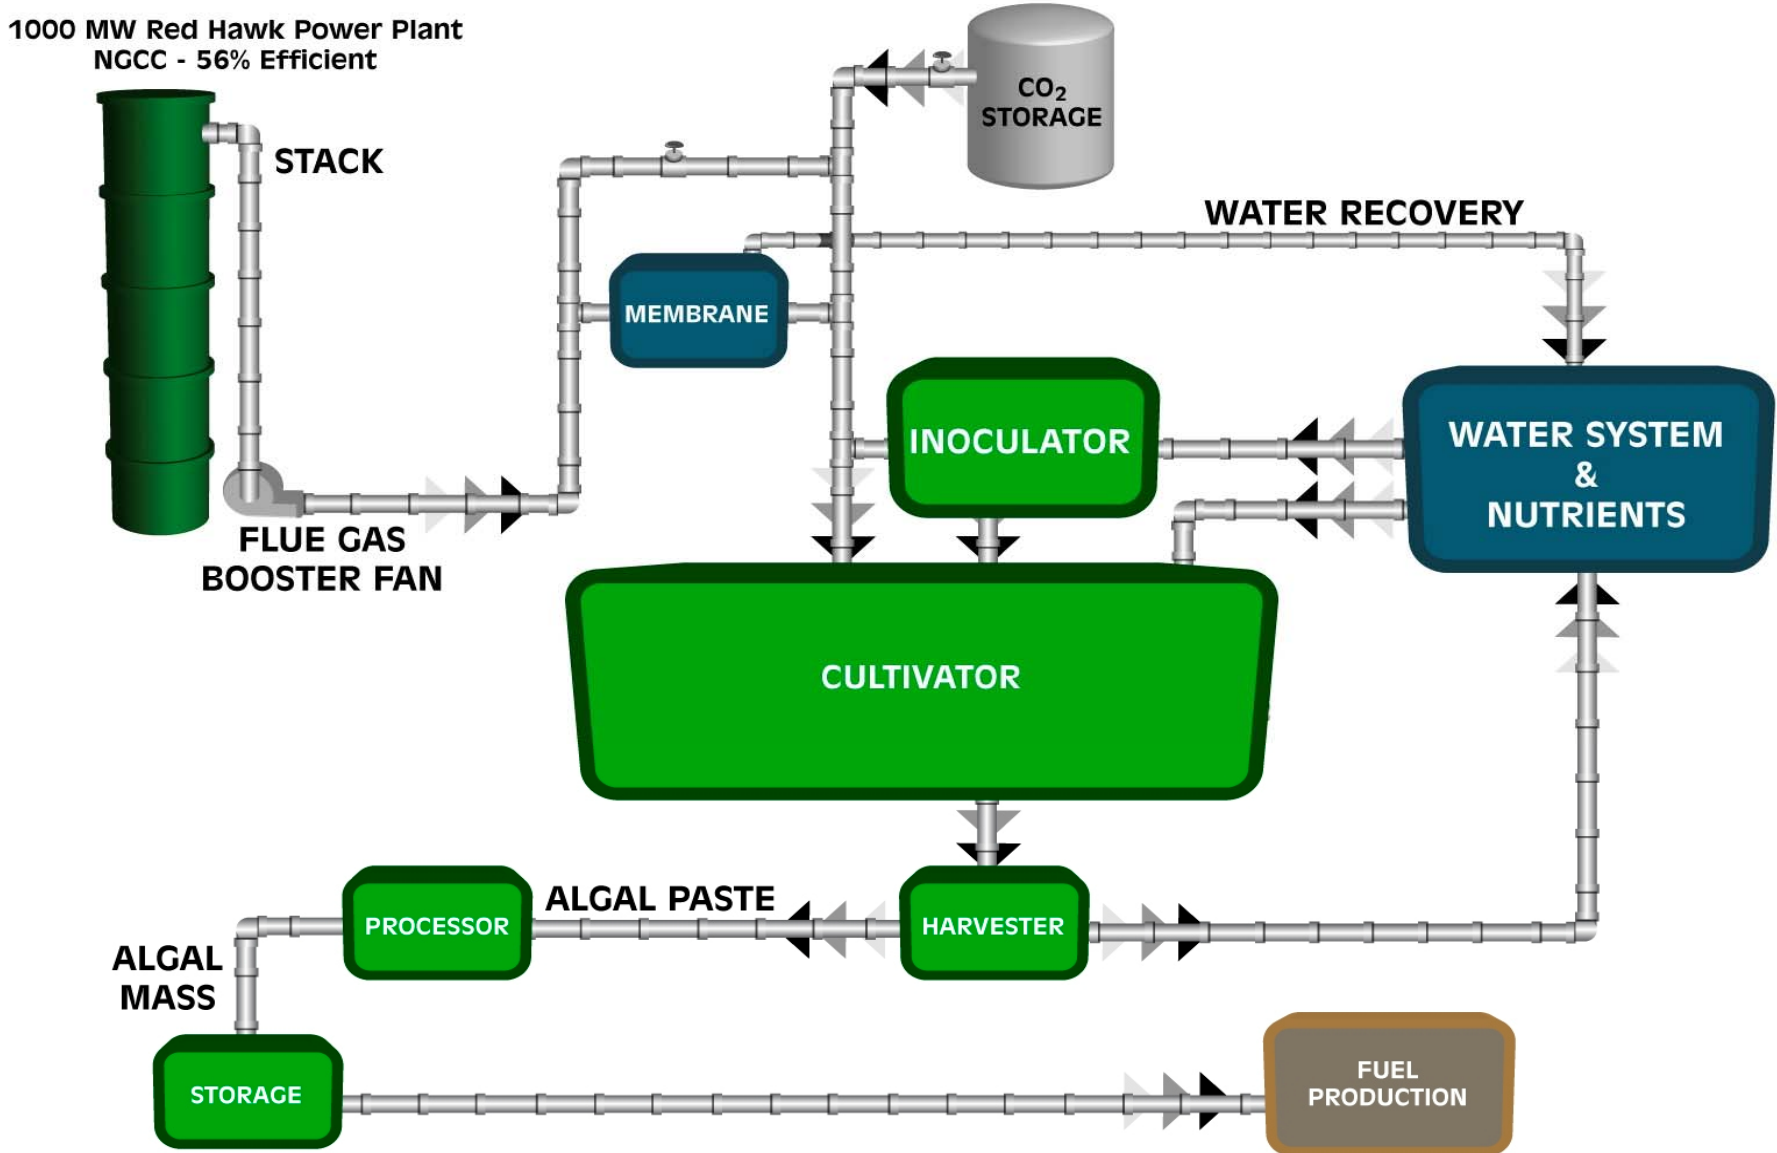 1000 MW Red Hawk Power Plant
NGCC - 56% Efficient
STACK
CO₂
STORAGE
WATER RECOVERY
MEMBRANE
INOCULATOR
WATER SYSTEM
&
NUTRIENTS
FLUE GAS
BOOSTER FAN
CULTIVATOR
PROCESSOR
ALGAL PASTE
HARVESTER
ALGAL
MASS
STORAGE
FUEL
PRODUCTION